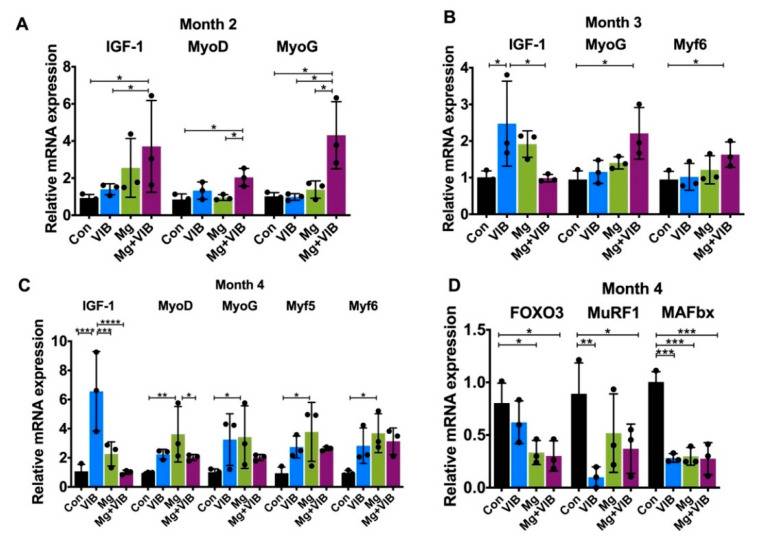 A
Month 2
IGF-1 MyoD MyoG
Relative mRNA expression
8
6
4
2
0
* * * * * * *
Con VIB Mg Mg+VIB Con VIB Mg Mg+VIB Con VIB Mg Mg+VIB
B
Month 3
IGF-1 MyoG Myf6
Relative mRNA expression
4
3
2
1
0
* * * *
Con VIB Mg Mg+VIB Con VIB Mg Mg+VIB Con VIB Mg Mg+VIB
C
Month 4
IGF-1 MyoD MyoG Myf5 Myf6
Relative mRNA expression
10
8
6
4
2
0
**** **** *** ** * * * *
Con VIB Mg Mg+VIB Con VIB Mg Mg+VIB Con VIB Mg Mg+VIB Con VIB Mg Mg+VIB Con VIB Mg Mg+VIB
D
Month 4
FOXO3 MuRF1 MAFbx
Relative mRNA expression
1.5
1.0
0.5
0.0
* * * ** *** *** ***
Con VIB Mg Mg+VIB Con VIB Mg Mg+VIB Con VIB Mg Mg+VIB